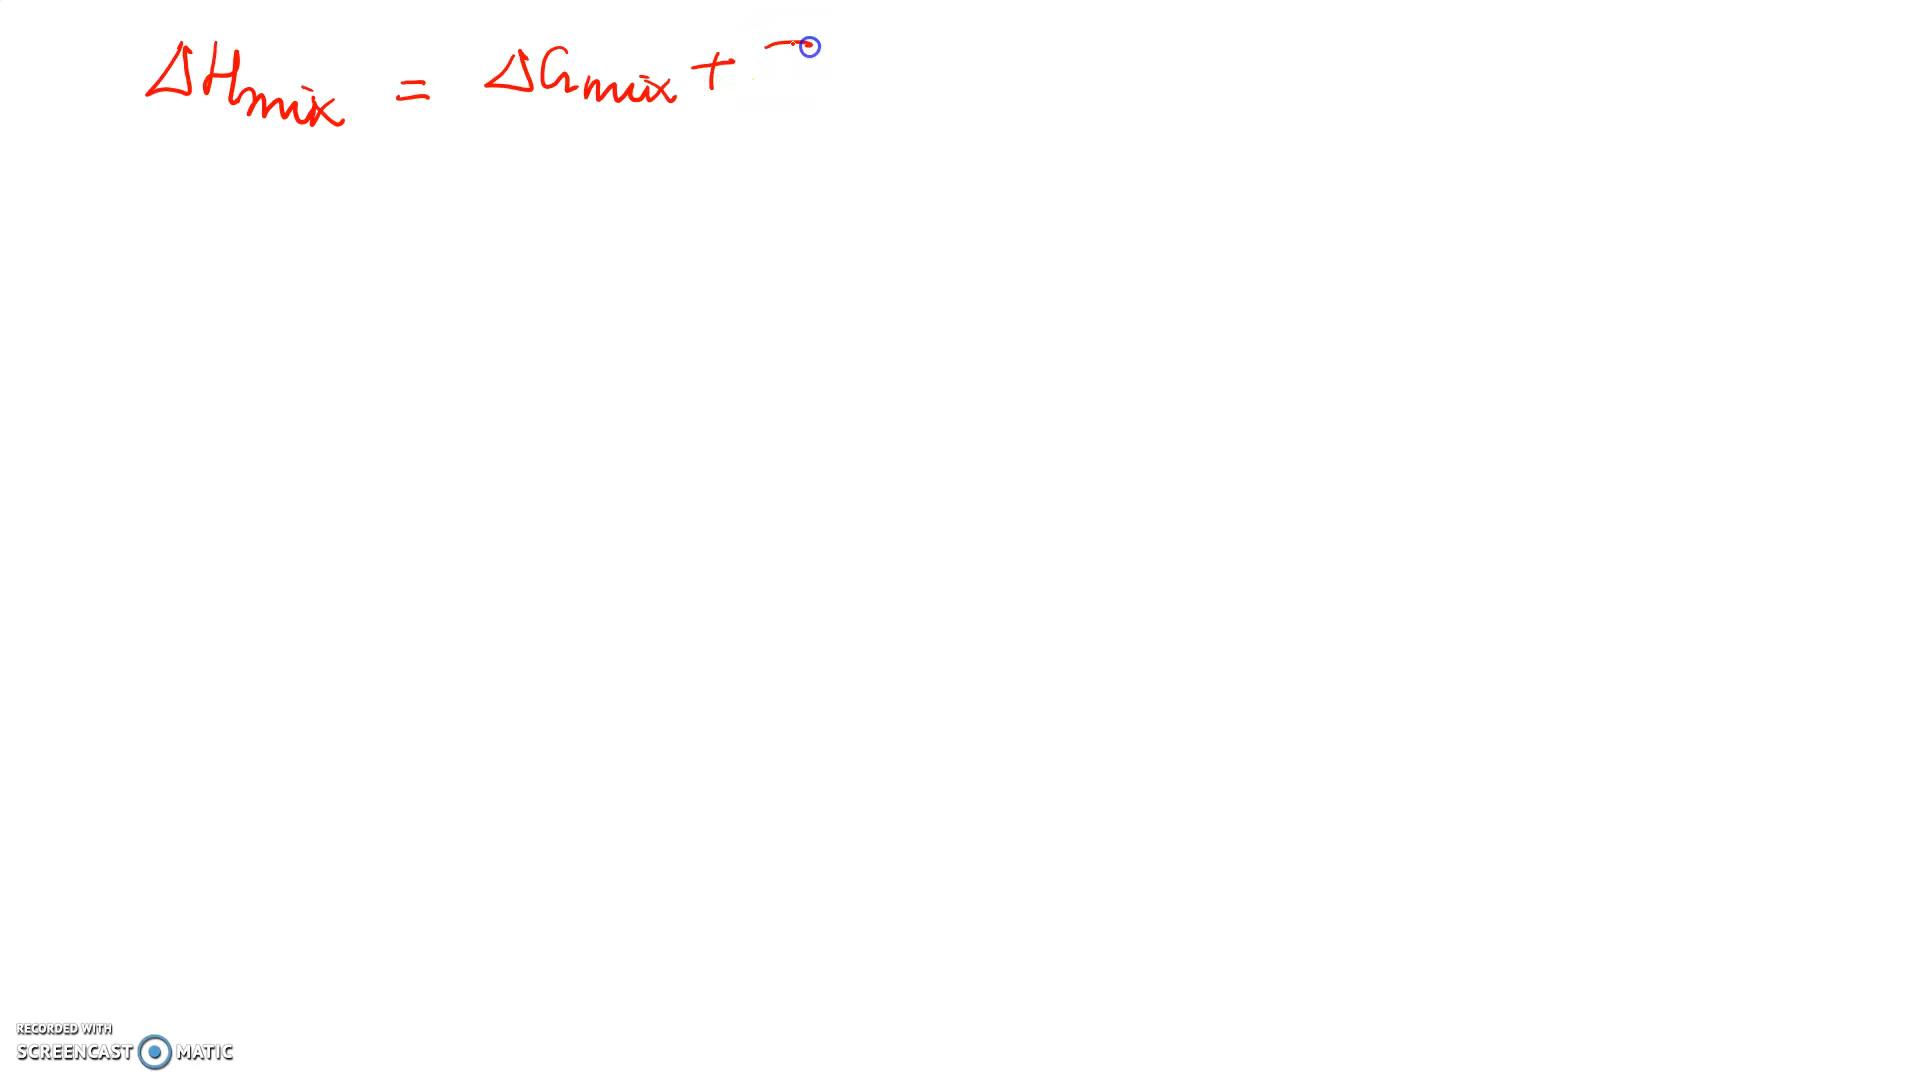 ΔHmix = ΔGmix +
RECORDED WITH
SCREENCAST MATIC